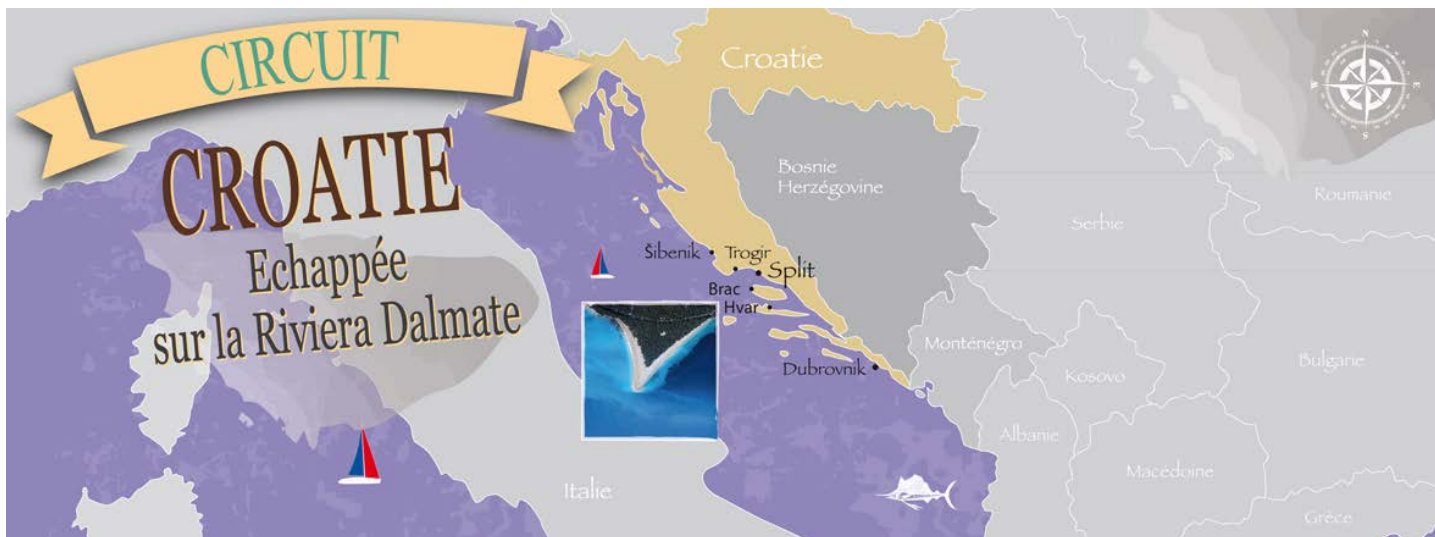 CIRCUIT
CROATIE
Echappée
sur la Riviera Dalmate
Croatie
Bosnie
Herzégovine
Serbie
Roumanie
Šibenik
Trogir
Split
Brac
Hvar
Dubrovnik
Monténégro
Kosovo
Bulgarie
Albanie
Macédoine
Italie
Grèce
N
W
E
S